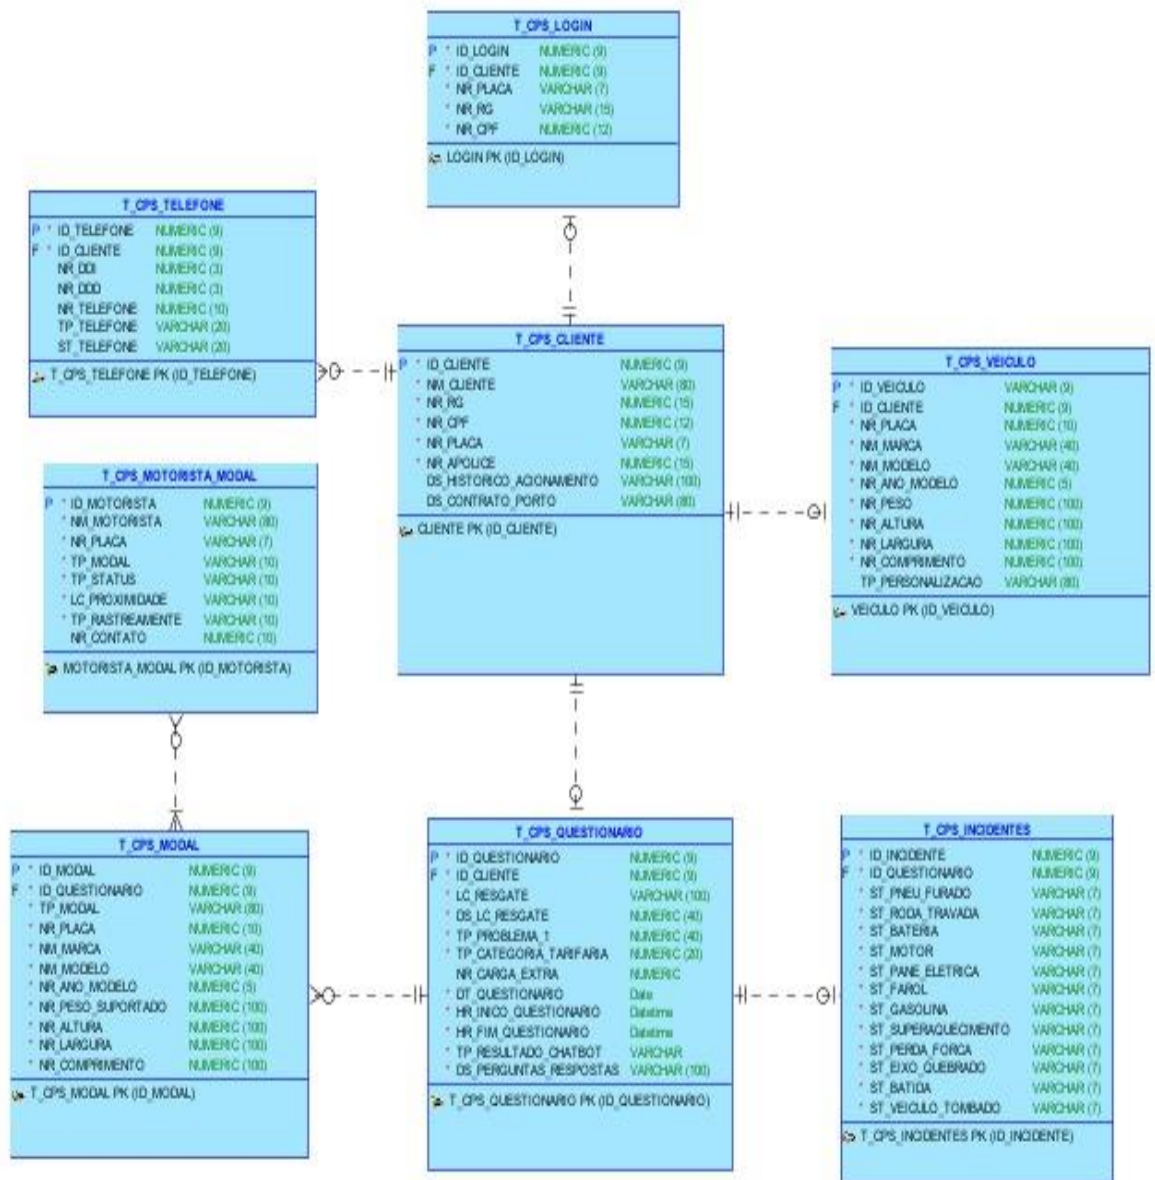 T_CPS_LOGIN
P * ID_LOGIN NUMERIC (9)
F * ID_CLIENTE NUMERIC (9)
* NR_PLACA VARCHAR (7)
* NR_RG VARCHAR (15)
* NR_CPF NUMERIC (12)
LOGIN PK (ID_LOGIN)
T_CPS_TELEFONE
P * ID_TELEFONE NUMERIC (9)
F * ID_CLIENTE NUMERIC (9)
NR_DDI NUMERIC (3)
NR_DDD NUMERIC (3)
NR_TELEFONE NUMERIC (10)
TP_TELEFONE VARCHAR (20)
ST_TELEFONE VARCHAR (20)
T_CPS_TELEFONE PK (ID_TELEFONE)
T_CPS_CLIENTE
P * ID_CLIENTE NUMERIC (9)
* NM_CLIENTE VARCHAR (80)
* NR_RG NUMERIC (15)
* NR_CPF NUMERIC (12)
* NR_PLACA VARCHAR (7)
* NR_APOLICE NUMERIC (15)
DS_HISTORICO_ACIONAMENTO VARCHAR (100)
DS_CONTRATO_PORTO VARCHAR (80)
CLIENTE PK (ID_CLIENTE)
T_CPS_VEICULO
P * ID_VEICULO VARCHAR (9)
F * ID_CLIENTE NUMERIC (9)
* NR_PLACA NUMERIC (10)
* NM_MARCA VARCHAR (40)
* NM_MODELO VARCHAR (40)
* NR_ANO_MODELO NUMERIC (5)
* NR_PESO NUMERIC (100)
* NR_ALTURA NUMERIC (100)
* NR_LARGURA NUMERIC (100)
* NR_COMPRIMENTO NUMERIC (100)
TP_PERSONALIZACAO VARCHAR (80)
VEICULO PK (ID_VEICULO)
T_CPS_MOTORISTA_MODAL
P * ID_MOTORISTA NUMERIC (9)
* NM_MOTORISTA VARCHAR (80)
* NR_PLACA VARCHAR (7)
* TP_MODAL VARCHAR (10)
* TP_STATUS VARCHAR (10)
* LC_PROXIMIDADE VARCHAR (10)
* TP_RASTREAMENTE VARCHAR (10)
NR_CONTATO NUMERIC (10)
MOTORISTA_MODAL PK (ID_MOTORISTA)
T_CPS_MODAL
P * ID_MODAL NUMERIC (9)
F * ID_QUESTIONARIO NUMERIC (9)
* TP_MODAL VARCHAR (80)
* NR_PLACA NUMERIC (10)
* NM_MARCA VARCHAR (40)
* NM_MODELO VARCHAR (40)
* NR_ANO_MODELO NUMERIC (5)
* NR_PESO_SUPORTADO NUMERIC (100)
* NR_ALTURA NUMERIC (100)
* NR_LARGURA NUMERIC (100)
* NR_COMPRIMENTO NUMERIC (100)
T_CPS_MODAL PK (ID_MODAL)
T_CPS_QUESTIONARIO
P * ID_QUESTIONARIO NUMERIC (9)
F * ID_CLIENTE NUMERIC (9)
* LC_RESGATE VARCHAR (100)
* DS_LC_RESGATE NUMERIC (40)
* TP_PROBLEMA_1 NUMERIC (40)
* TP_CATEGORIA_TARIFARIA NUMERIC (20)
NR_CARGA_EXTRA NUMERIC
* DT_QUESTIONARIO Date
* HR_INICO_QUESTIONARIO Datetime
* HR_FIM_QUESTIONARIO Datetime
* TP_RESULTADO_CHATBOT VARCHAR
* DS_PERGUNTAS_RESPOSTAS VARCHAR (100)
T_CPS_QUESTIONARIO PK (ID_QUESTIONARIO)
T_CPS_INCIDENTES
P * ID_INCIDENTE NUMERIC (9)
F * ID_QUESTIONARIO NUMERIC (9)
* ST_PNEU_FURADO VARCHAR (7)
* ST_RODA_TRAVADA VARCHAR (7)
* ST_BATERIA VARCHAR (7)
* ST_MOTOR VARCHAR (7)
* ST_PANE_ELETRICA VARCHAR (7)
* ST_FAROL VARCHAR (7)
* ST_GASOLINA VARCHAR (7)
* ST_SUPERAQUECIMENTO VARCHAR (7)
* ST_PERDA_FORCA VARCHAR (7)
* ST_EIXO_QUEBRADO VARCHAR (7)
* ST_BATIDA VARCHAR (7)
* ST_VEICULO_TOMBADO VARCHAR (7)
T_CPS_INCIDENTES PK (ID_INCIDENTE)